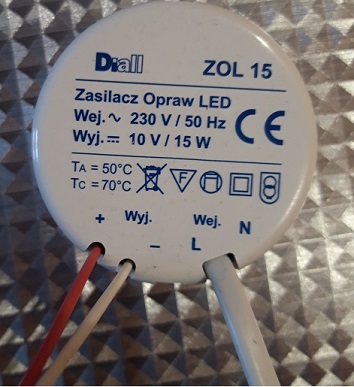 Diall
ZOL 15
Zasilacz Opraw LED
Wej. ~ 230 V / 50 Hz
Wyj. ⎓ 10 V / 15 W
CE
TA = 50°C
TC = 70°C
F
+ Wyj. −
Wej.
L N